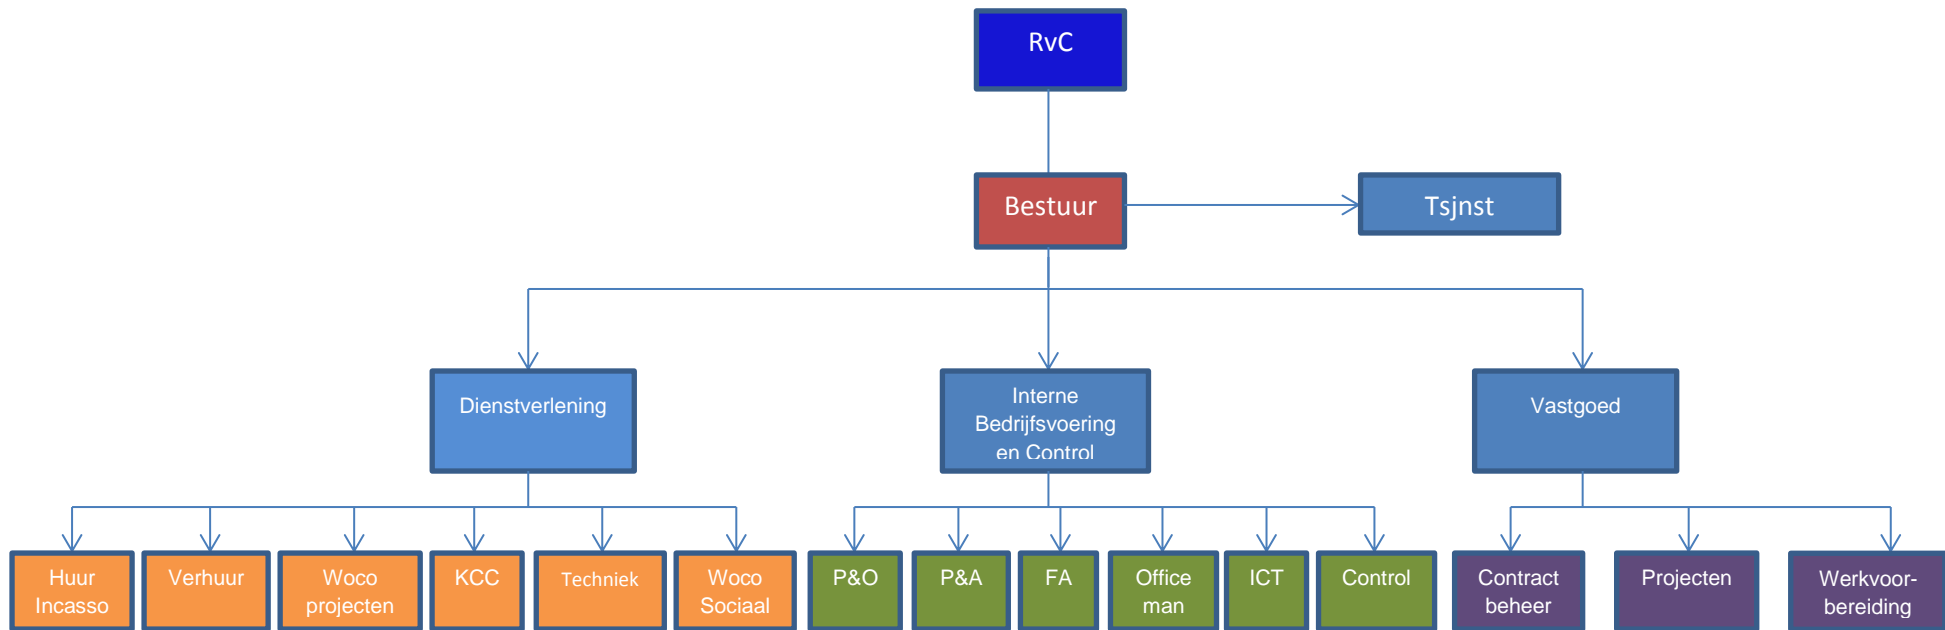 RvC
Bestuur
Tsjnst
Dienstverlening
Interne
Bedrijfsvoering
en Control
Vastgoed
Huur
Incasso
Verhuur
Woco
projecten
KCC
Techniek
Woco
Sociaal
P&O
P&A
FA
Office
man
ICT
Control
Contract
beheer
Projecten
Werkvoor-
bereiding